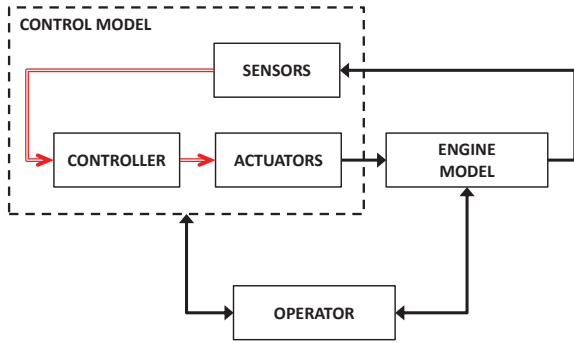 CONTROL MODEL
SENSORS
CONTROLLER
ACTUATORS
ENGINE
MODEL
OPERATOR